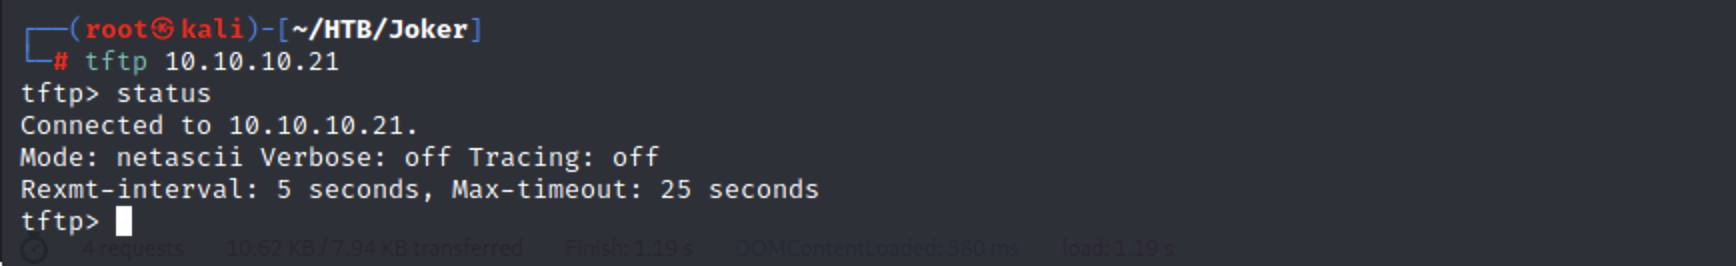 ┌──(root㉿kali)-[~/HTB/Joker]
└─# tftp 10.10.10.21
tftp> status
Connected to 10.10.10.21.
Mode: netascii Verbose: off Tracing: off
Rexmt-interval: 5 seconds, Max-timeout: 25 seconds
tftp>
4 requests 10.62 KB / 7.94 KB transferred Finish: 1.19 s DOMContentLoaded: 580 ms load: 1.19 s